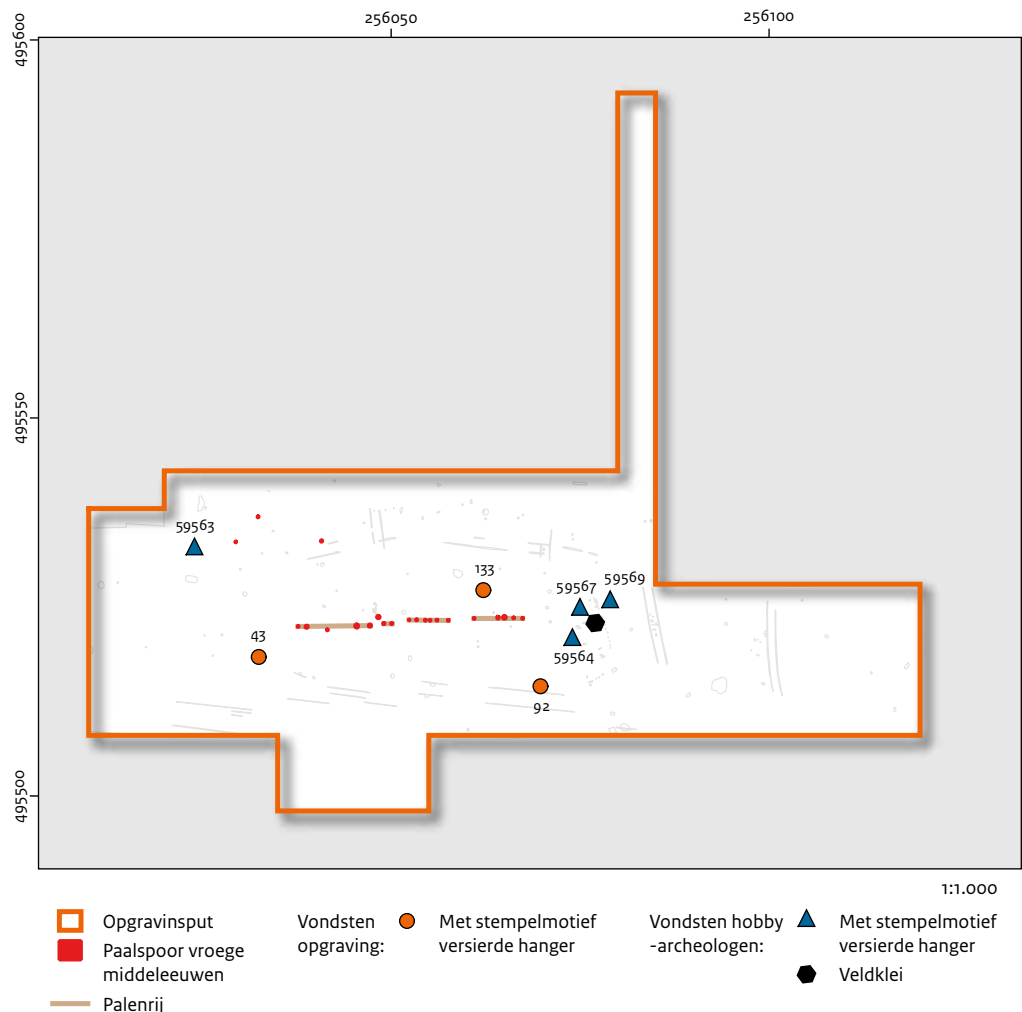 256050
256100
495600
495550
495500
59563
133
59567
59569
43
59564
92
1:1.000
Opgravinsput
Paalspoor vroege
middeleeuwen
Palenrij
Vondsten
opgraving:
Met stempelmotief
versierde hanger
Vondsten hobby
-archeologen:
Met stempelmotief
versierde hanger
Veldklei